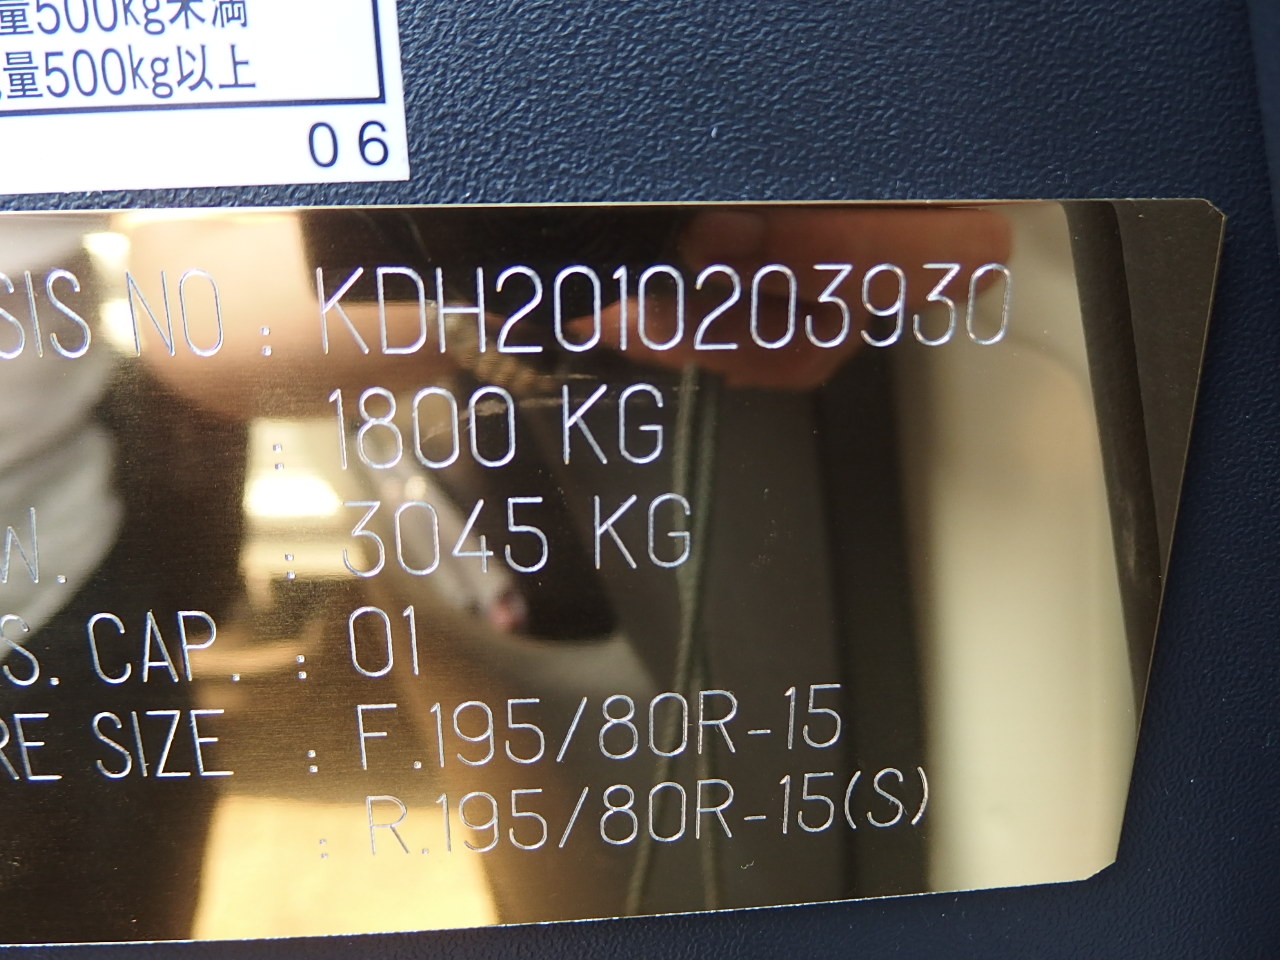 量500kg未満
量500kg以上
06
SIS NO : KDH2010203930
: 1800 KG
W. : 3045 KG
S. CAP. : 01
RE SIZE : F.195/80R-15
: R.195/80R-15(S)